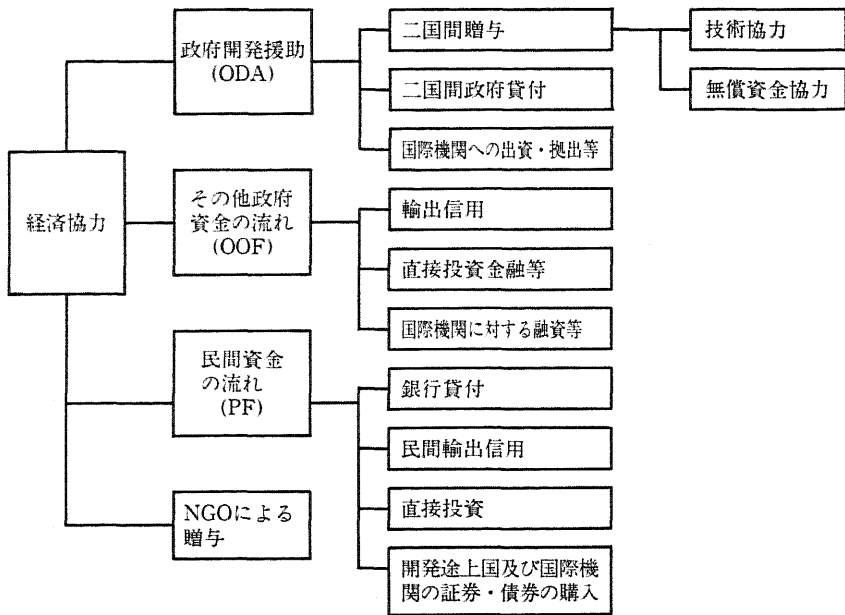 経済協力
政府開発援助
(ODA)
二国間贈与
技術協力
無償資金協力
二国間政府貸付
国際機関への出資・拠出等
その他政府
資金の流れ
(OOF)
輸出信用
直接投資金融等
国際機関に対する融資等
民間資金
の流れ
(PF)
銀行貸付
民間輸出信用
直接投資
開発途上国及び国際機
関の証券・債券の購入
NGOによる
贈与